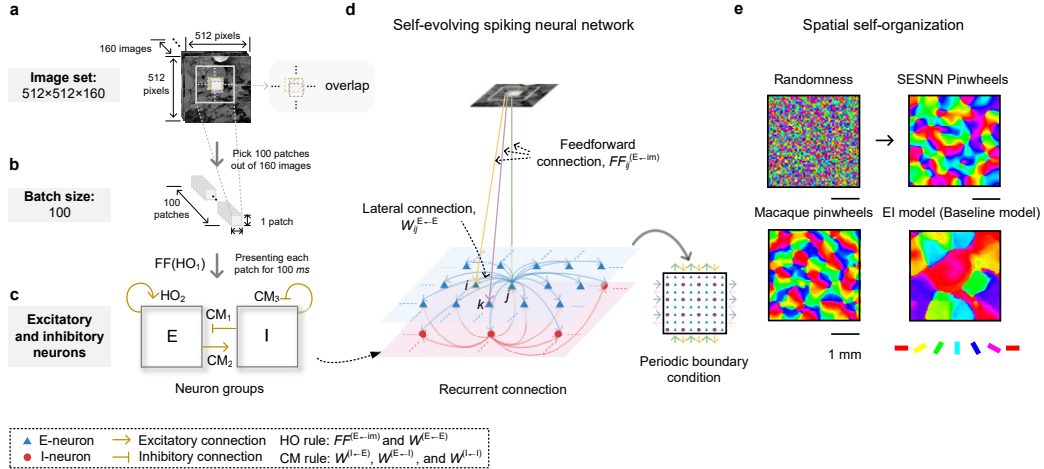 a
512 pixels
160 images
Image set:
512×512×160
512
pixels
overlap
Pick 100 patches
out of 160 images
b
Batch size:
100
100
patches
1 patch
FF(HO₁)
Presenting each
patch for 100 ms
c
Excitatory
and inhibitory
neurons
HO₂
CM₃
CM₁
E
I
CM₂
Neuron groups
d
Self-evolving spiking neural network
Feedforward
connection, FFᵢⱼ^(E←im)
Lateral connection,
Wᵢⱼ^E←E
i
j
k
Recurrent connection
Periodic boundary
condition
e
Spatial self-organization
Randomness
SESNN Pinwheels
Macaque pinwheels
EI model (Baseline model)
1 mm
E-neuron
Excitatory connection
HO rule: FF^(E←im) and W^(E←E)
I-neuron
Inhibitory connection
CM rule: W^(I←E), W^(E←I), and W^(I←I)